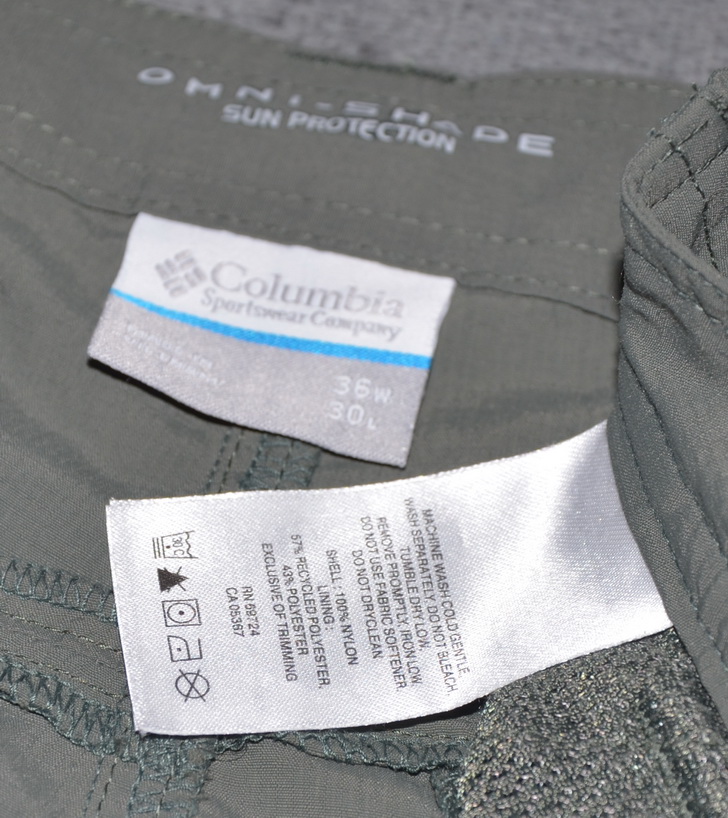 OMNI-SHADE
SUN PROTECTION
Columbia
Sportswear Company
36W
30L
MACHINE WASH COLD GENTLE.
WASH SEPARATELY. DO NOT BLEACH.
TUMBLE DRY LOW.
REMOVE PROMPTLY. IRON LOW.
DO NOT USE FABRIC SOFTENER.
DO NOT DRYCLEAN
SHELL: 100% NYLON
LINING:
57% RECYCLED POLYESTER,
43% POLYESTER
EXCLUSIVE OF TRIMMING
RN 69724
CA 05367
30C